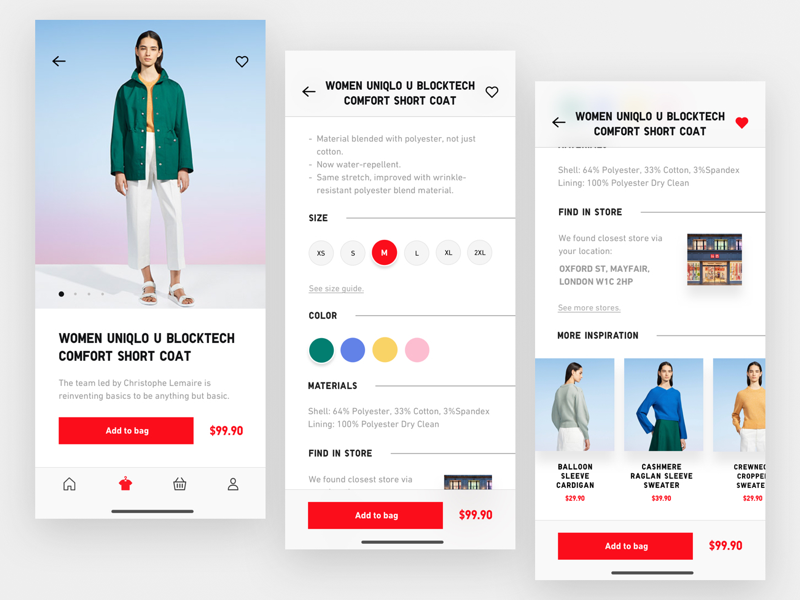 WOMEN UNIQLO U BLOCKTECH
COMFORT SHORT COAT
The team led by Christophe Lemaire is
reinventing basics to be anything but basic.
Add to bag
$99.90
WOMEN UNIQLO U BLOCKTECH
COMFORT SHORT COAT
- Material blended with polyester, not just
cotton.
- Now water-repellent.
- Same stretch, improved with wrinkle-
resistant polyester blend material.
SIZE
XS
S
M
L
XL
2XL
See size guide.
COLOR
MATERIALS
Shell: 64% Polyester, 33% Cotton, 3%Spandex
Lining: 100% Polyester Dry Clean
FIND IN STORE
We found closest store via
Add to bag
$99.90
WOMEN UNIQLO U BLOCKTECH
COMFORT SHORT COAT
Shell: 64% Polyester, 33% Cotton, 3%Spandex
Lining: 100% Polyester Dry Clean
FIND IN STORE
We found closest store via
your location:
OXFORD ST, MAYFAIR,
LONDON W1C 2HP
See more stores.
MORE INSPIRATION
BALLOON
SLEEVE
CARDIGAN
$29.90
CASHMERE
RAGLAN SLEEVE
SWEATER
$39.90
CREWNE
CROPPE
SWEATE
$29.90
Add to bag
$99.90